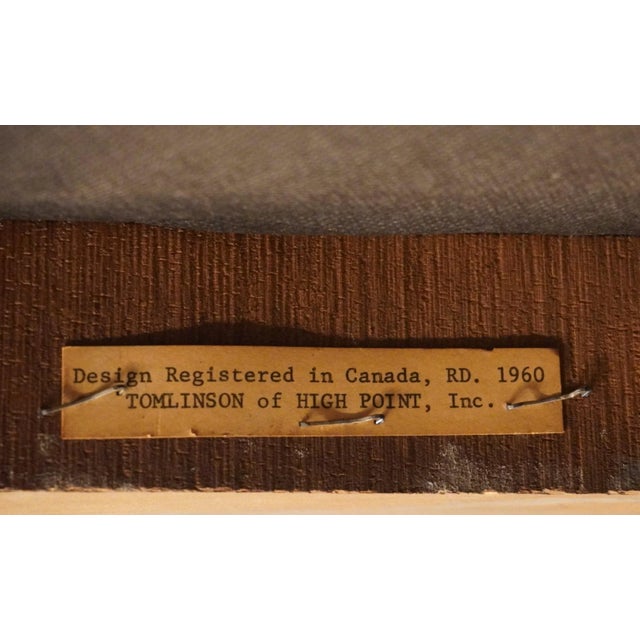 Design Registered in Canada, RD. 1960
TOMLINSON of HIGH POINT, Inc.